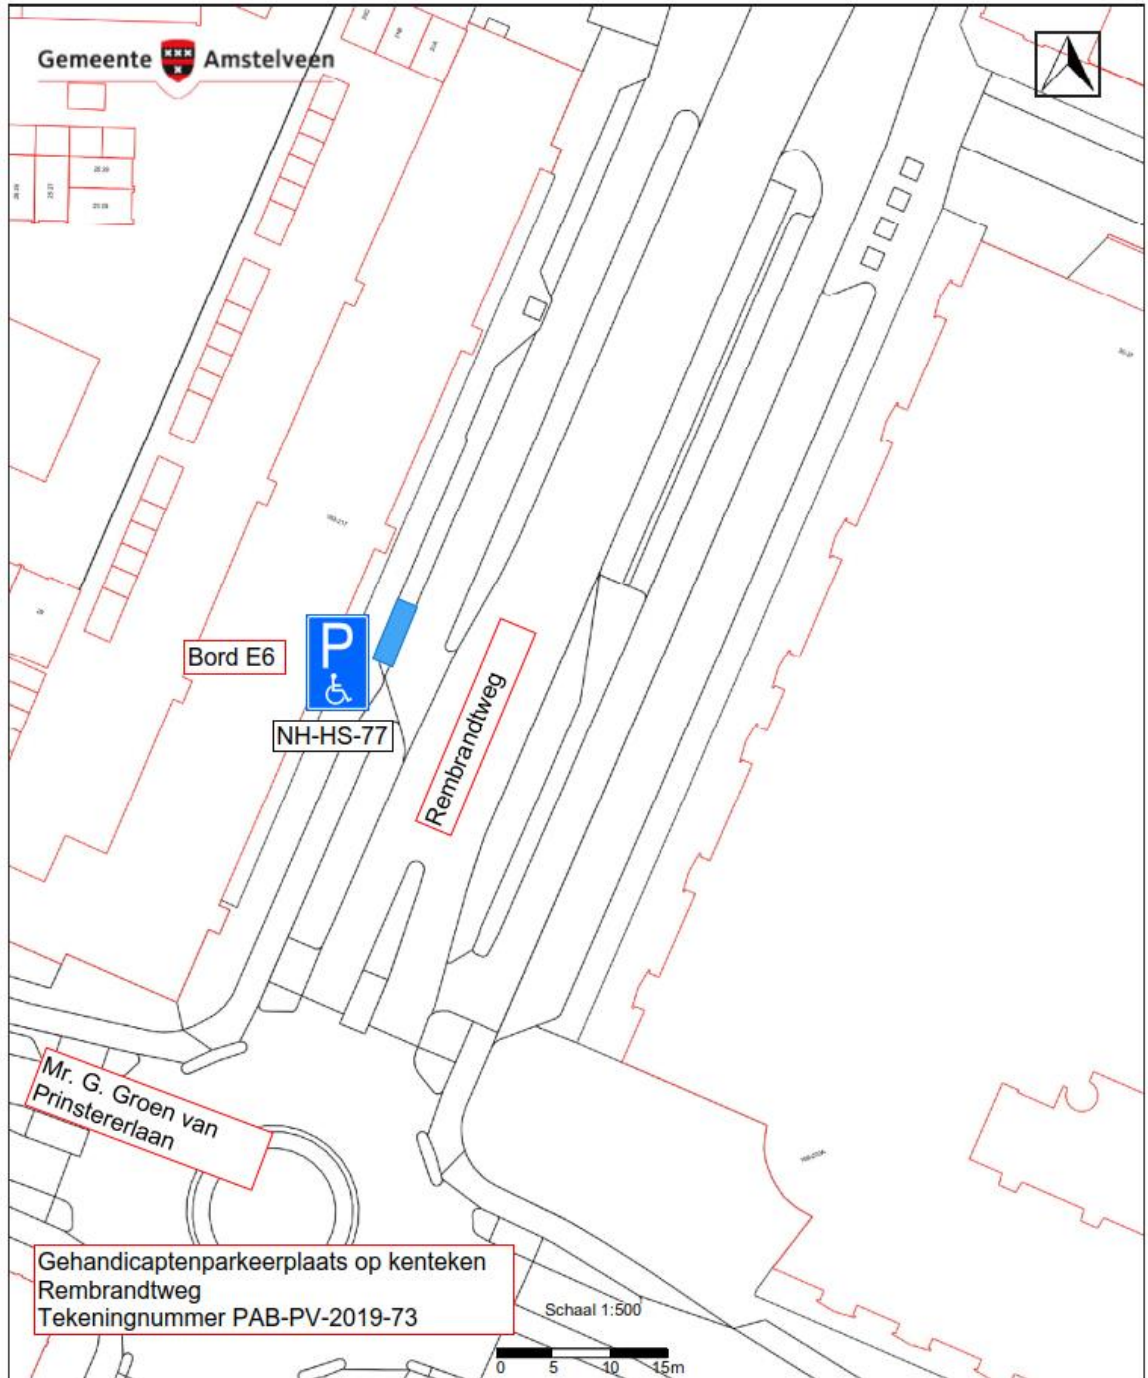 Gemeente Amstelveen
Bord E6
P
NH-HS-77
Rembrandtweg
Mr. G. Groen van
Prinstererlaan
Gehandicaptenparkeerplaats op kenteken
Rembrandtweg
Tekeningnummer PAB-PV-2019-73
Schaal 1:500
0 5 10 15m